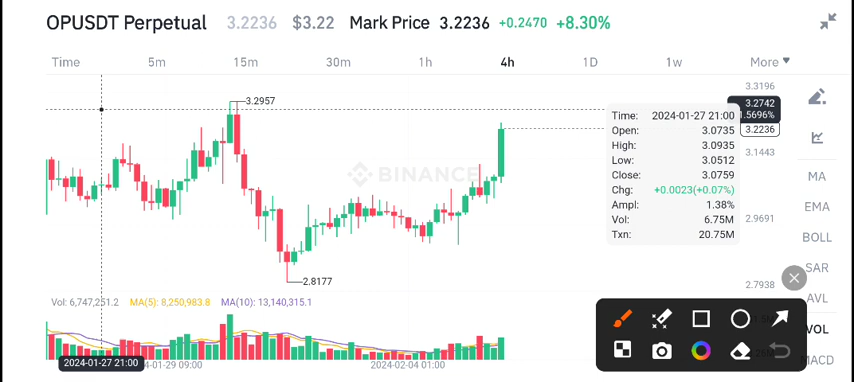 OPUSDT Perpetual 3.2236 $3.22 Mark Price 3.2236 +0.2470 +8.30%
Time 5m 15m 30m 1h 4h 1D 1w More
3.3196
3.2742
3.2957
Time: 2024-01-27 21:00
.5696%
Open: 3.0735
3.2236
High: 3.0935
3.1443
Low: 3.0512
BINANCE
Close: 3.0759
MA
Chg: +0.0023(+0.07%)
Ampl: 1.38%
EMA
Vol: 6.75M
2.9691
Txn: 20.75M
BOLL
SAR
2.8177
2.7938
Vol: 6,747,251.2 MA(5): 8,250,983.8 MA(10): 13,140,315.1
AVL
VOL
2024-01-27 21:00
-01-29 09:00
2024-02-04 01:00
MACD